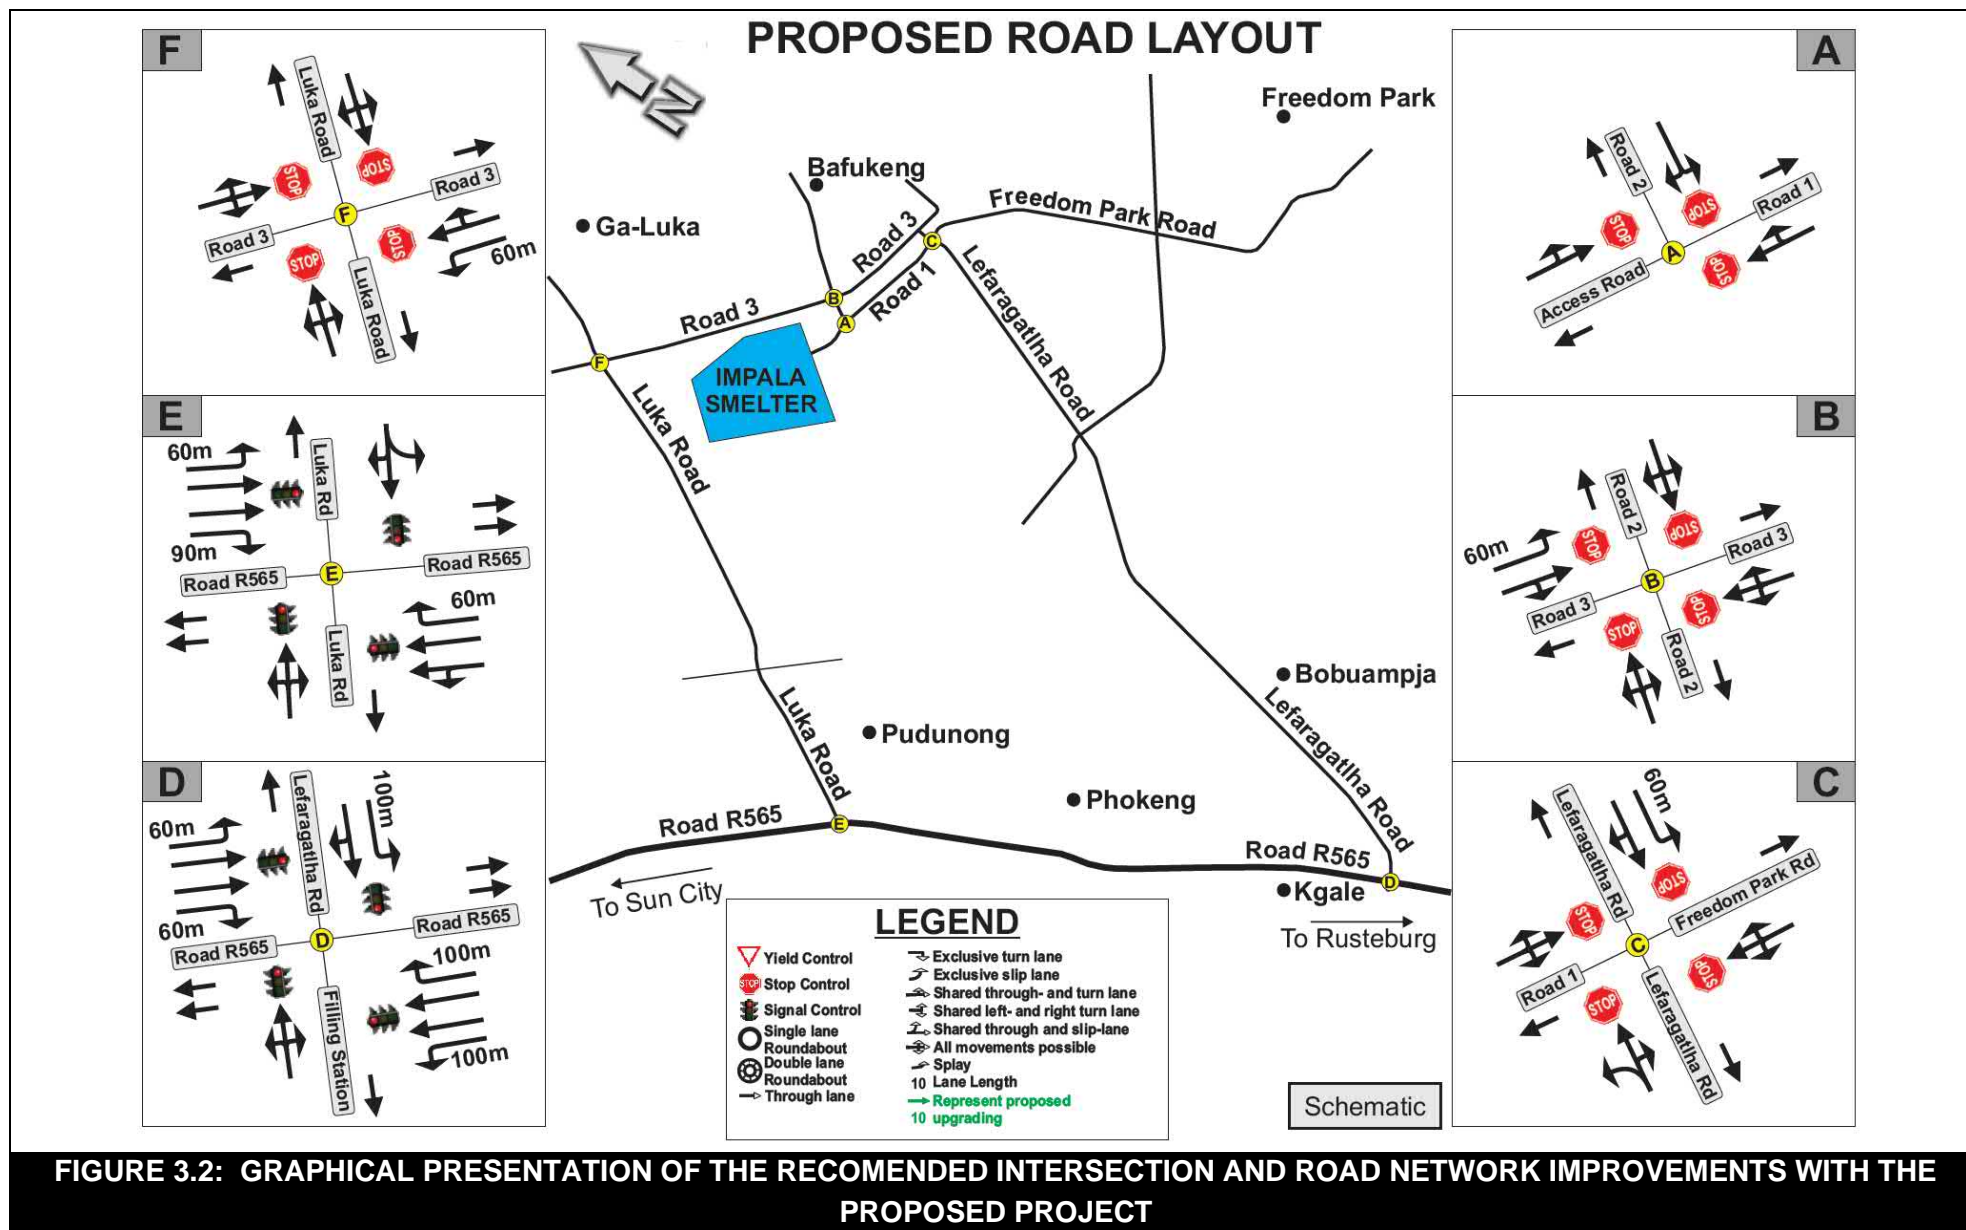 PROPOSED ROAD LAYOUT
N
F
Luka Road
STOP
STOP
Road 3
F
Road 3
STOP
STOP
60m
Luka Road
E
60m
Luka Rd
90m
Road R565
E
Road R565
60m
Luka Rd
D
60m
Lefaragatlha Rd
100m
60m
Road R565
D
Road R565
100m
Filling Station
100m
Freedom Park
Bafukeng
Ga-Luka
Freedom Park Road
Road 3
C
B
Road 1
Road 3
A
Lefaragatlha Road
F
IMPALA
SMELTER
Luka Road
Bobuampja
Luka Road
Pudunong
Lefaragatlha Road
Phokeng
Road R565
E
Road R565
D
To Sun City
Kgale
To Rusteburg
LEGEND
Yield Control
STOP Stop Control
Signal Control
Single lane
Roundabout
Double lane
Roundabout
Through lane
Exclusive turn lane
Exclusive slip lane
Shared through- and turn lane
Shared left- and right turn lane
Shared through and slip-lane
All movements possible
Splay
10 Lane Length
Represent proposed
10 upgrading
Schematic
A
Road 2
Road 1
STOP
STOP
A
STOP
Access Road
B
Road 2
60m
STOP
STOP
Road 3
B
Road 3
STOP
STOP
Road 2
C
60m
Lefaragatlha Rd
STOP
Freedom Park Rd
STOP
C
STOP
Road 1
STOP
Lefaragatlha Rd
FIGURE 3.2: GRAPHICAL PRESENTATION OF THE RECOMENDED INTERSECTION AND ROAD NETWORK IMPROVEMENTS WITH THE
PROPOSED PROJECT